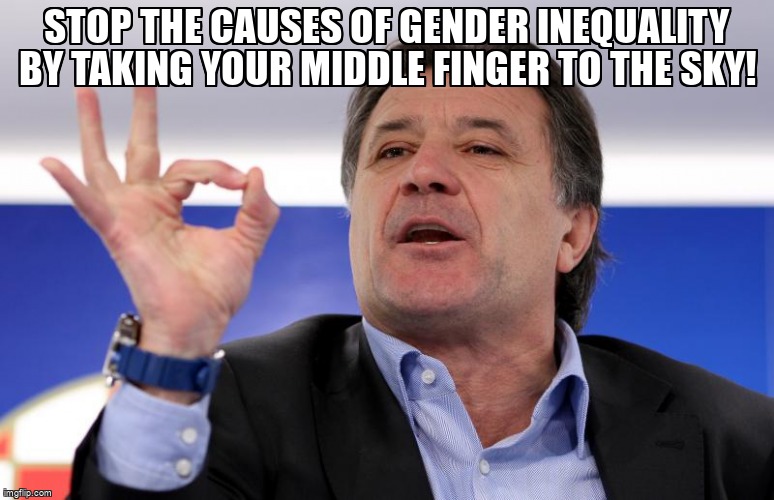 STOP THE CAUSES OF GENDER INEQUALITY
BY TAKING YOUR MIDDLE FINGER TO THE SKY!
imgflip.com